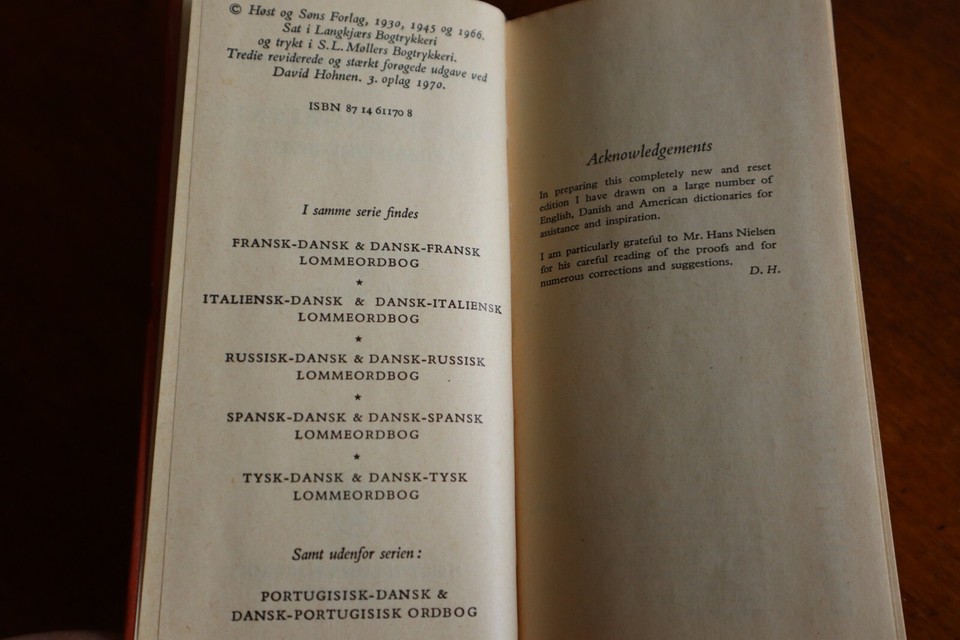 © Høst og Søns Forlag, 1930, 1945 og 1966.
Sat i Langkjærs Bogtrykkeri
og trykt i S. L. Møllers Bogtrykkeri.
Tredie reviderede og stærkt forøgede udgave ved
David Hohnen. 3. oplag 1970.
ISBN 87 14 61170 8
I samme serie findes
FRANSK-DANSK & DANSK-FRANSK
LOMMEORDBOG
★
ITALIENSK-DANSK & DANSK-ITALIENSK
LOMMEORDBOG
★
RUSSISK-DANSK & DANSK-RUSSISK
LOMMEORDBOG
★
SPANSK-DANSK & DANSK-SPANSK
LOMMEORDBOG
★
TYSK-DANSK & DANSK-TYSK
LOMMEORDBOG
Samt udenfor serien :
PORTUGISISK-DANSK &
DANSK-PORTUGISISK ORDBOG
Acknowledgements
In preparing this completely new and reset
edition I have drawn on a large number of
English, Danish and American dictionaries for
assistance and inspiration.
I am particularly grateful to Mr. Hans Nielsen
for his careful reading of the proofs and for
numerous corrections and suggestions.
D. H.